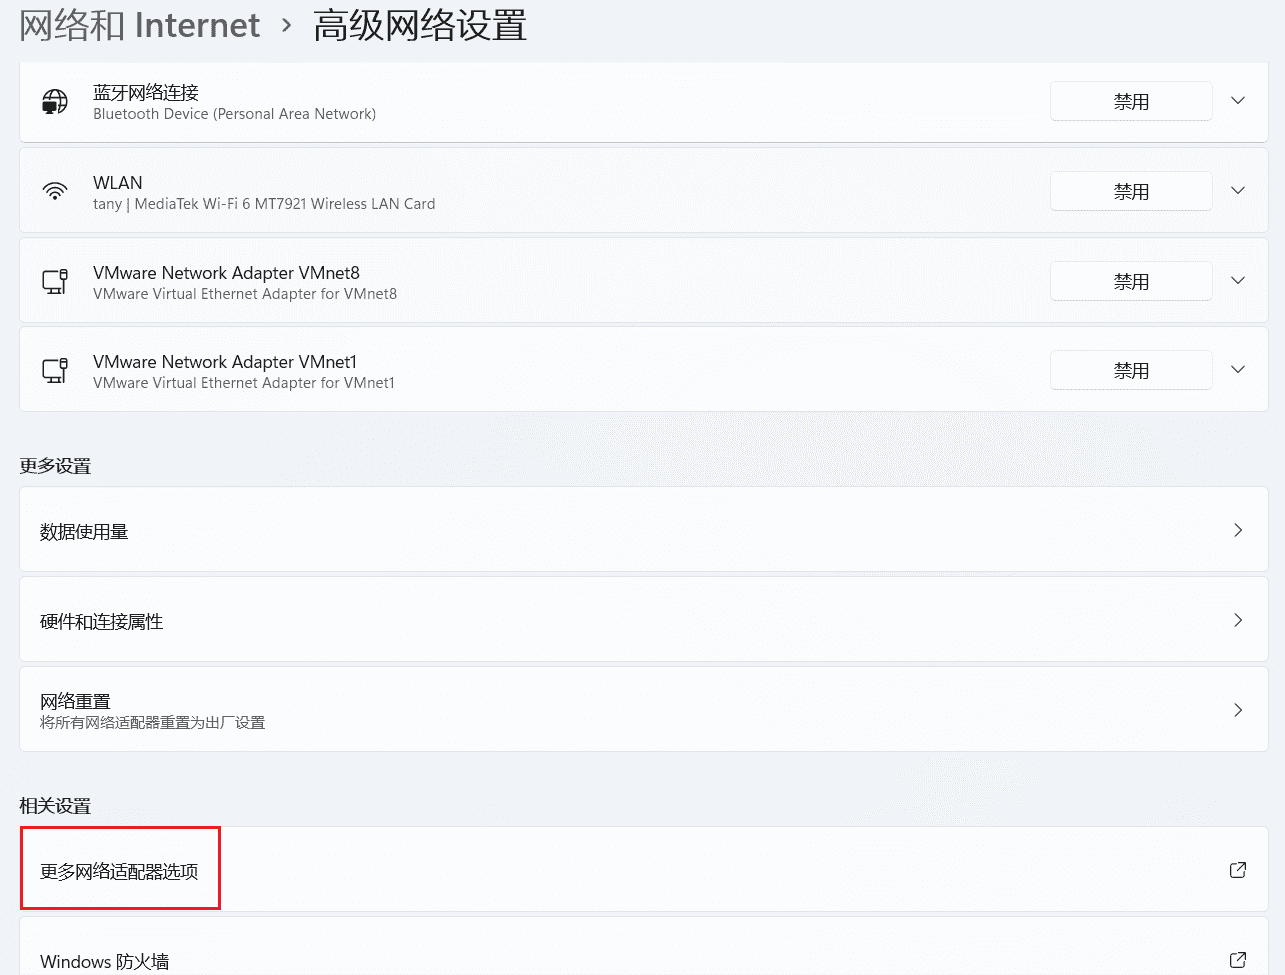 网络和 Internet › 高级网络设置
蓝牙网络连接
Bluetooth Device (Personal Area Network)
禁用
WLAN
tany | MediaTek Wi-Fi 6 MT7921 Wireless LAN Card
禁用
VMware Network Adapter VMnet8
VMware Virtual Ethernet Adapter for VMnet8
禁用
VMware Network Adapter VMnet1
VMware Virtual Ethernet Adapter for VMnet1
禁用
更多设置
数据使用量
硬件和连接属性
网络重置
将所有网络适配器重置为出厂设置
相关设置
更多网络适配器选项
Windows 防火墙